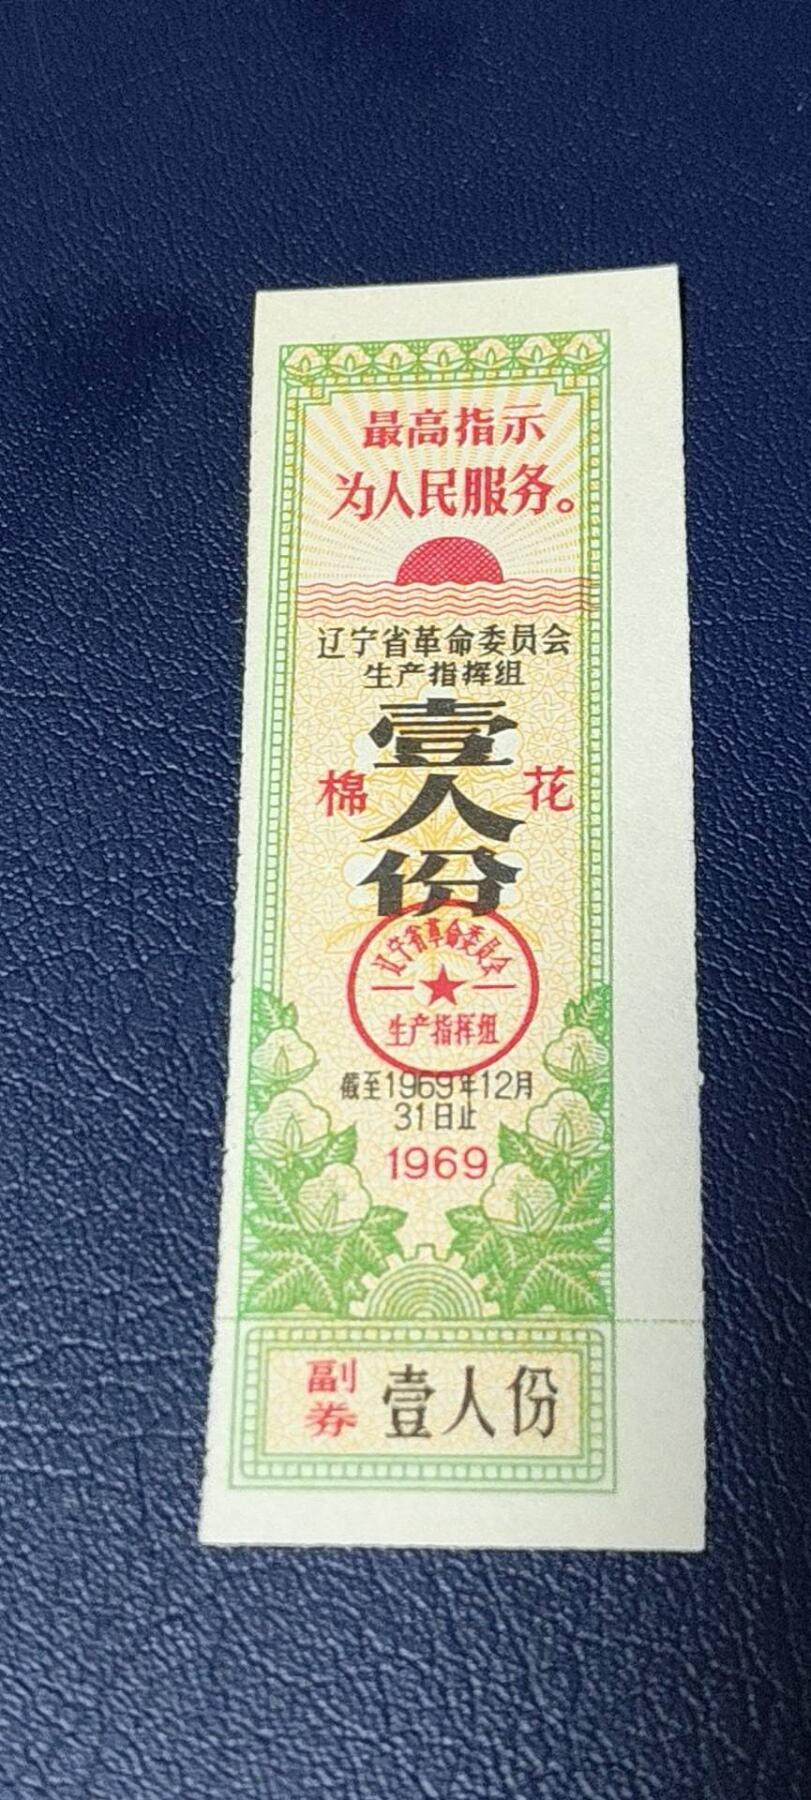 最高指示
为人民服务。
辽宁省革命委员会
生产指挥组
壹人份
棉花
辽宁省革命委员会
生产指挥组
截至1969年12月
31日止
1969
副券
壹人份